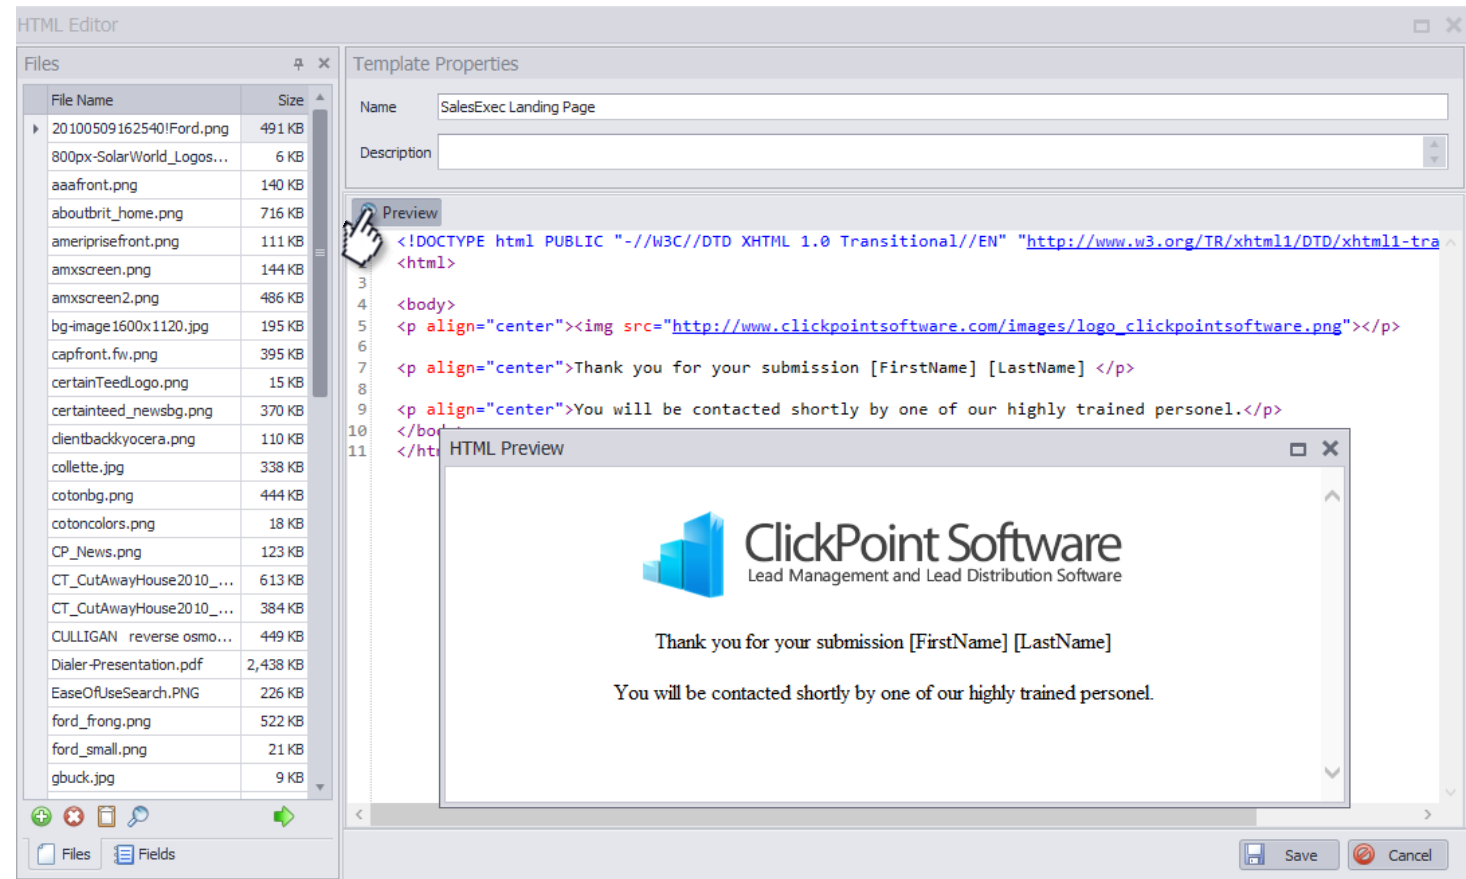 HTML Editor
Files
File Name Size
20100509162540!Ford.png 491 KB
800px-SolarWorld_Logos... 6 KB
aaafront.png 140 KB
aboutbrit_home.png 716 KB
ameriprisefront.png 111 KB
amxscreen.png 144 KB
amxscreen2.png 486 KB
bg-image1600x1120.jpg 195 KB
capfront.fw.png 395 KB
certainTeedLogo.png 15 KB
certainteed_newsbg.png 370 KB
clientbackkyocera.png 110 KB
collette.jpg 338 KB
cotonbg.png 444 KB
cotoncolors.png 18 KB
CP_News.png 123 KB
CT_CutAwayHouse2010_... 613 KB
CT_CutAwayHouse2010_... 384 KB
CULLIGAN reverse osmo... 449 KB
Dialer-Presentation.pdf 2,438 KB
EaseOfUseSearch.PNG 226 KB
ford_frong.png 522 KB
ford_small.png 21 KB
gbuck.jpg 9 KB
Files Fields
Template Properties
Name SalesExec Landing Page
Description
Preview
<!DOCTYPE html PUBLIC "-//W3C//DTD XHTML 1.0 Transitional//EN" "http://www.w3.org/TR/xhtml1/DTD/xhtml1-tra
<html>
3
4 <body>
5 <p align="center"><img src="http://www.clickpointsoftware.com/images/logo_clickpointsoftware.png"></p>
6
7 <p align="center">Thank you for your submission [FirstName] [LastName] </p>
8
9 <p align="center">You will be contacted shortly by one of our highly trained personel.</p>
10 </bod
11 </htm
HTML Preview
ClickPoint Software
Lead Management and Lead Distribution Software
Thank you for your submission [FirstName] [LastName]
You will be contacted shortly by one of our highly trained personel.
Save Cancel